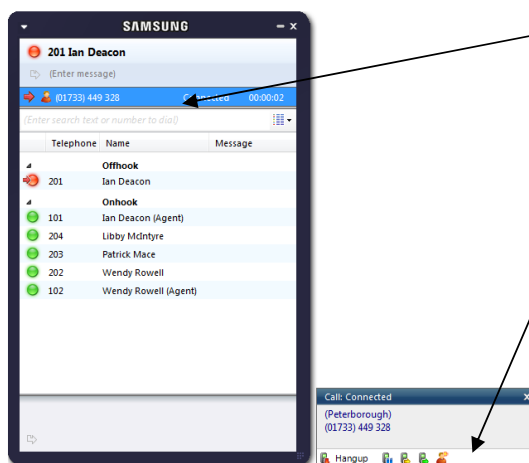 SAMSUNG
201 Ian Deacon
(Enter message)
(01733) 449 328 Connected 00:00:02
(Enter search text or number to dial)
Telephone Name Message
Offhook
201 Ian Deacon
Onhook
101 Ian Deacon (Agent)
204 Libby McIntyre
203 Patrick Mace
202 Wendy Rowell
102 Wendy Rowell (Agent)
Call: Connected x
(Peterborough)
(01733) 449 328
Hangup